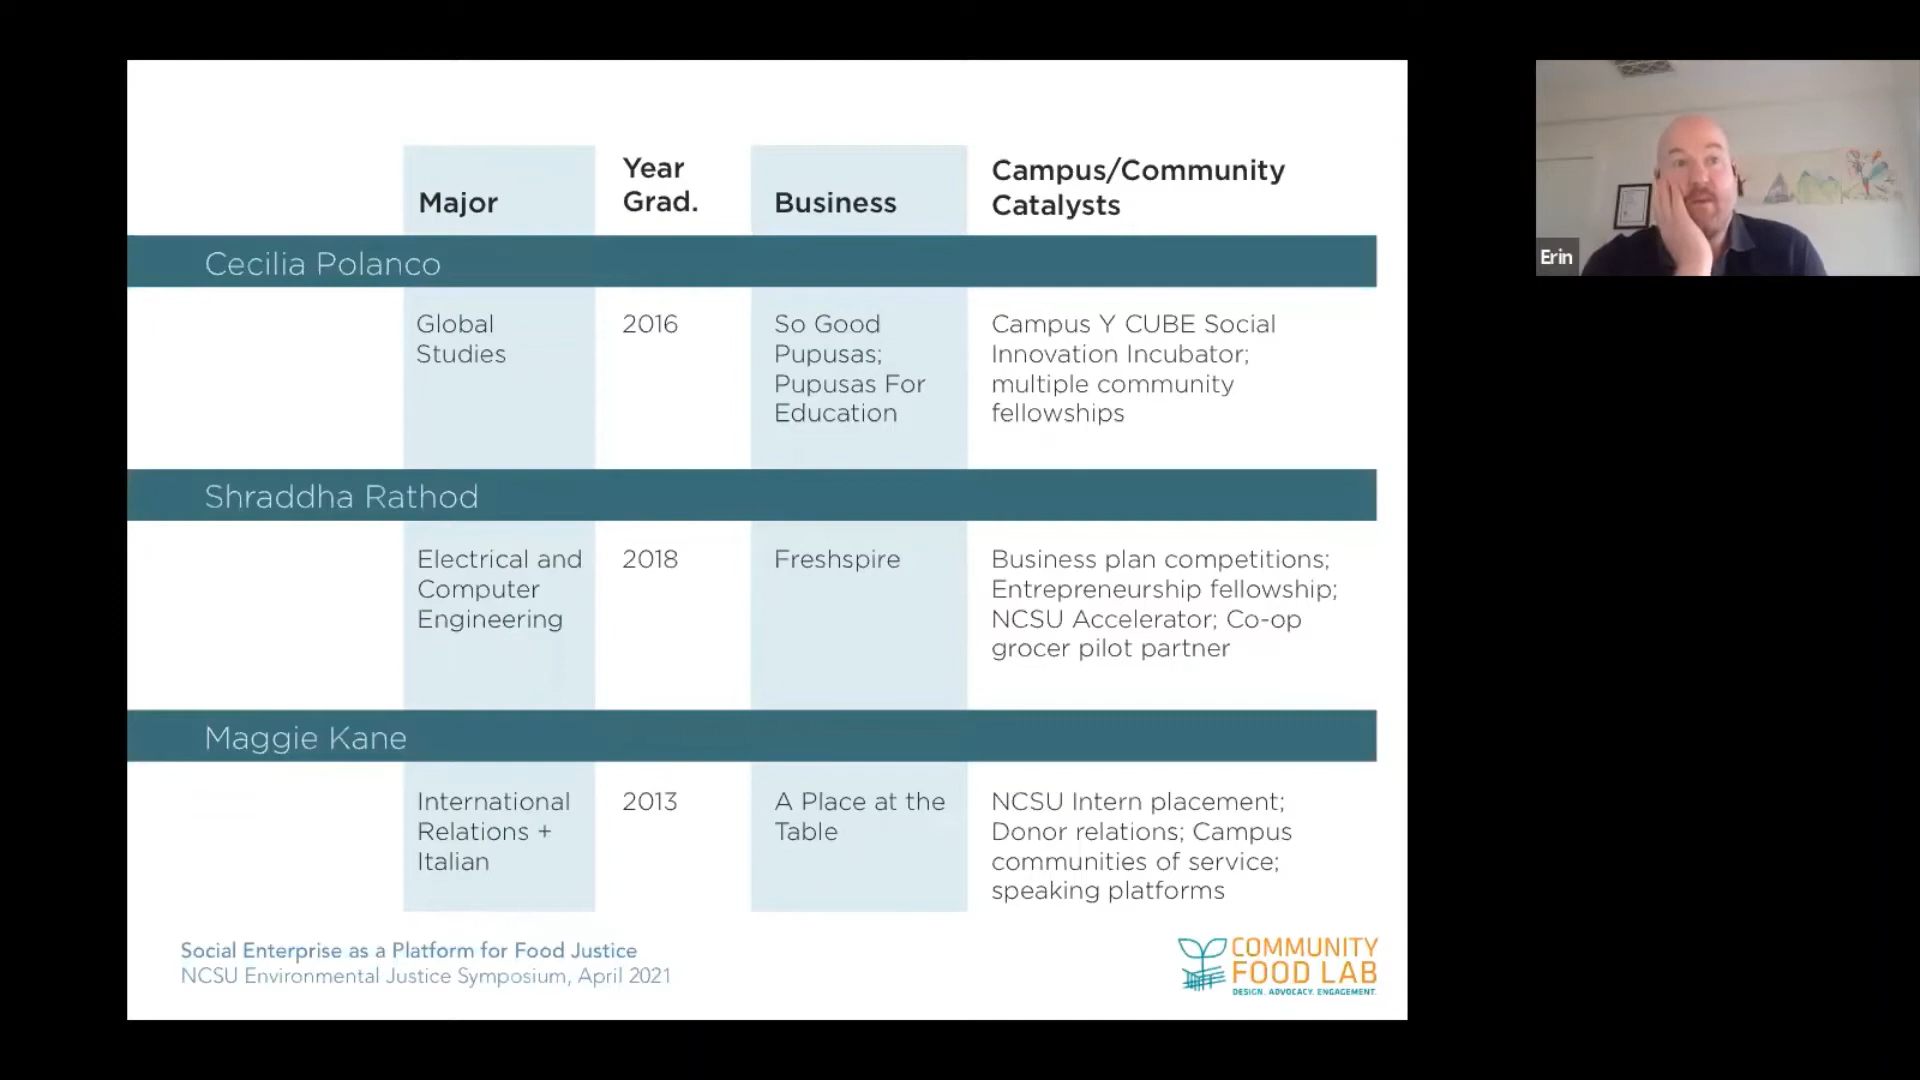 Major
Year
Grad.
Business
Campus/Community
Catalysts
Cecilia Polanco
Global
Studies
2016
So Good
Pupusas;
Pupusas For
Education
Campus Y CUBE Social
Innovation Incubator;
multiple community
fellowships
Shraddha Rathod
Electrical and
Computer
Engineering
2018
Freshspire
Business plan competitions;
Entrepreneurship fellowship;
NCSU Accelerator; Co-op
grocer pilot partner
Maggie Kane
International
Relations +
Italian
2013
A Place at the
Table
NCSU Intern placement;
Donor relations; Campus
communities of service;
speaking platforms
Social Enterprise as a Platform for Food Justice
NCSU Environmental Justice Symposium, April 2021
COMMUNITY
FOOD LAB
DESIGN. ADVOCACY. ENGAGEMENT.
Erin